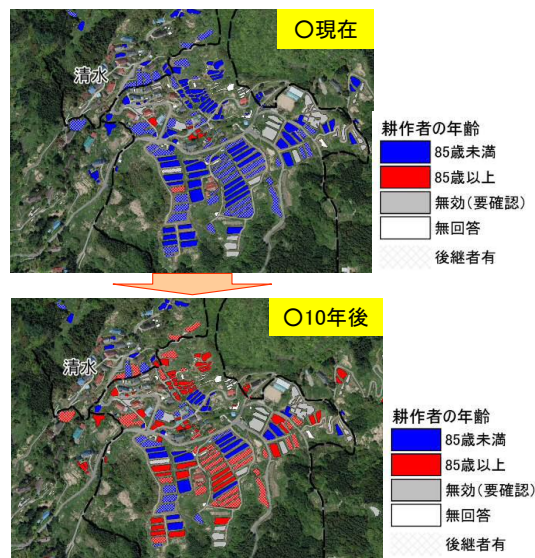 〇現在
清水
耕作者の年齢
85歳未満
85歳以上
無効(要確認)
無回答
後継者有
〇10年後
清水
耕作者の年齢
85歳未満
85歳以上
無効(要確認)
無回答
後継者有